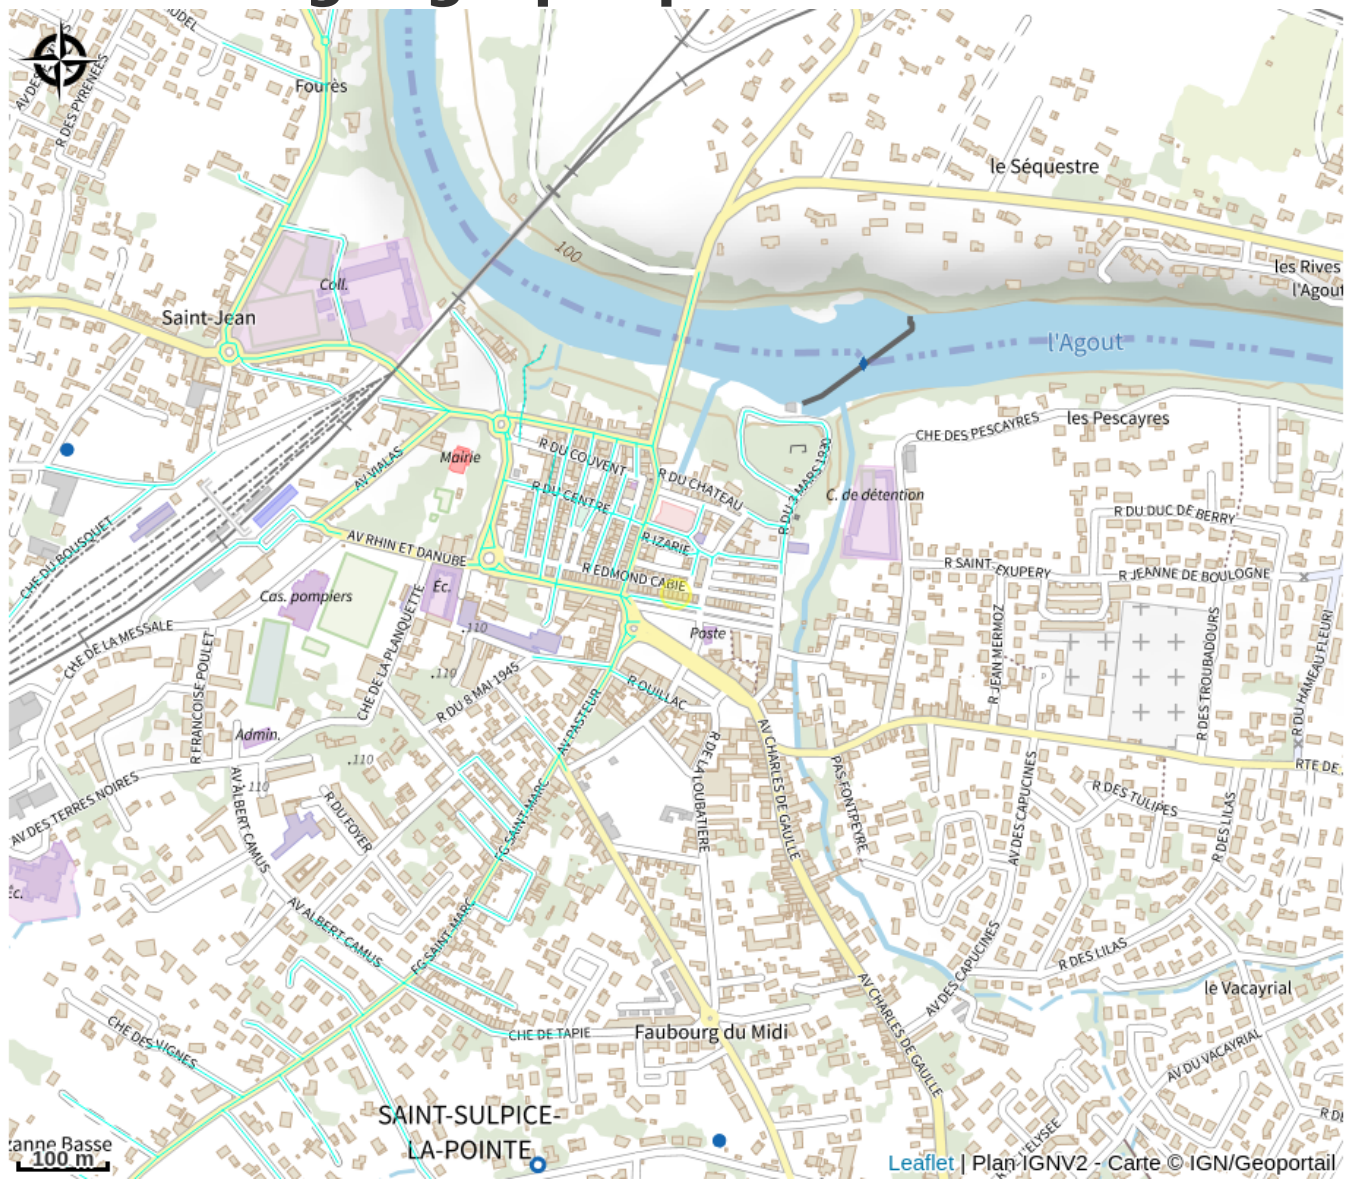 Fourès
R DES PYRENEES
le Séquestre
100
les Rives
l'Agout
Coll.
Saint-Jean
l'Agout
les Pescayres
CHE DES PESCAYRES
R DU COUVENT
Mairie
AV VIALAS
R DU CHATEAU
R DU 3 MARS 1930
R DU CENTRE
C. de détention
R DU DUC DE BERRY
CHE DU BOUSQUET
AV RHIN ET DANUBE
R IZARIE
R EDMOND CABIE
R SAINT-EXUPERY
R JEANNE DE BOULOGNE
Cas. pompiers
Éc.
CHE DE LA PLANQUETTE
.110
Poste
CHE DE LA MESSALE
R FRANCOISE POULET
.110
R DU 8 MAI 1945
R OUILLAC
R JEAN MERMOZ
P
R DES TROUBADOURS
R DU HAMEAU FLEURI
Admin.
AV PASTEUR
R DE LA LOUBATIERE
AV CHARLES DE GAULLE
.110
.110
PAS FONTPEYRE
RTE DE
AV DES TERRES NOIRES
AV ALBERT CAMUS
R DU FOYER
FG SAINT-MARC
AV DES CAPUCINES
R DES TULIPES
R DES LILAS
Éc.
AV ALBERT CAMUS
FG SAINT-MARC
R DES LILAS
AV DES CAPUCINES
le Vacayrial
CHE DES VIGNES
CHE DE TAPIE
Faubourg du Midi
AV CHARLES DE GAULLE
AV DU VACAYRIAL
SAINT-SULPICE-
LA-POINTE
R DE L'ELYSEE
zanne Basse
100 m
Leaflet | Plan IGNV2 - Carte © IGN/Geoportail